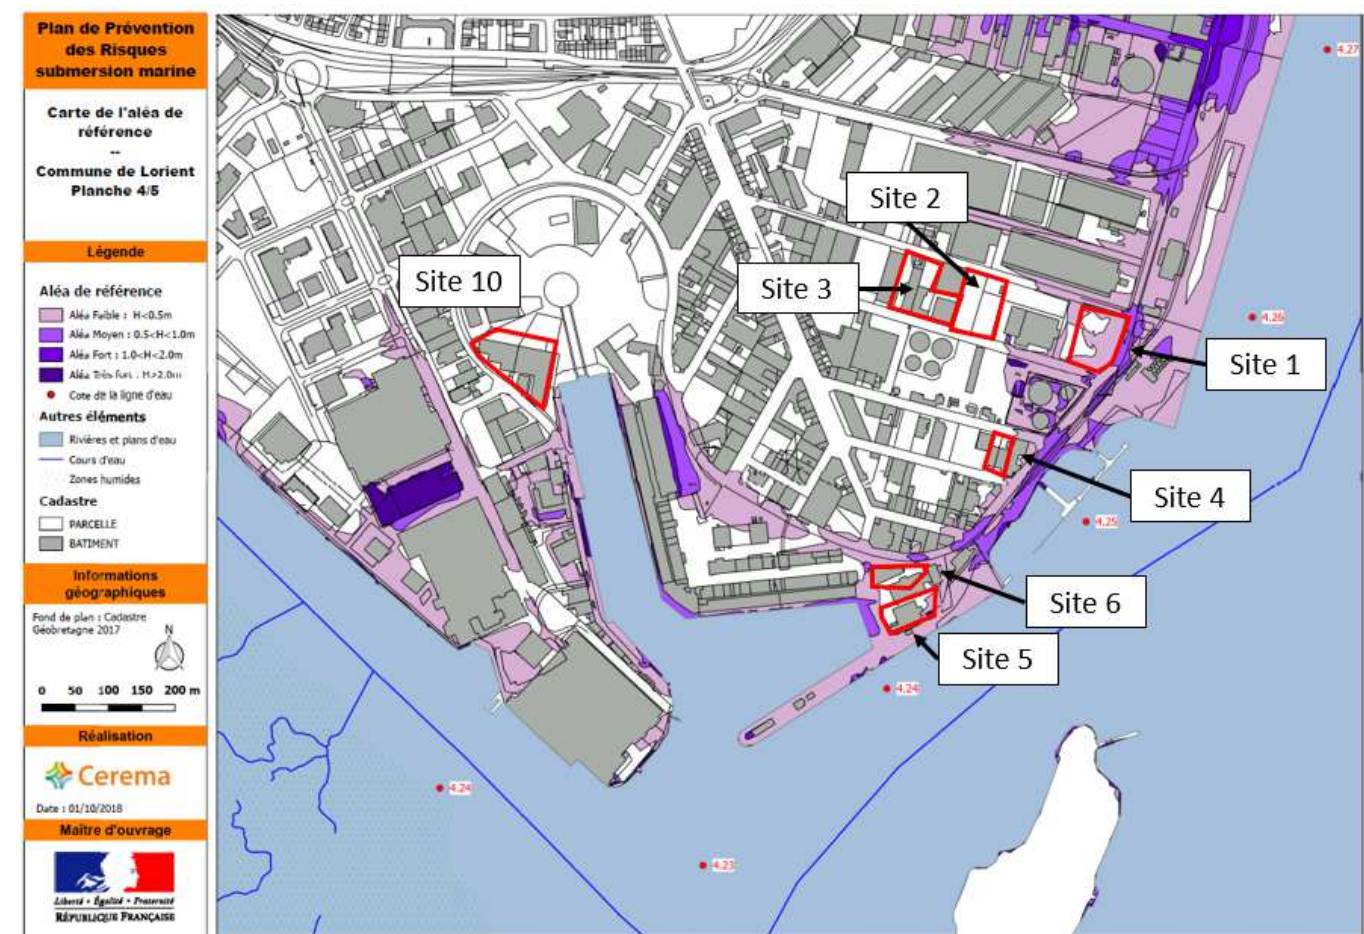 Plan de Prévention
des Risques
submersion marine
Carte de l'aléa de
référence
--
Commune de Lorient
Planche 4/5
Légende
Aléa de référence
Aléa Faible : H<0.5m
Aléa Moyen : 0.5<H<1.0m
Aléa Fort : 1.0<H<2.0m
Aléa Très fort : H>2.0m
Cote de la ligne d'eau
Autres éléments
Rivières et plans d'eau
Cours d'eau
Zones humides
Cadastre
PARCELLE
BATIMENT
Informations
géographiques
Fond de plan : Cadastre
Géobretagne 2017
N
0 50 100 150 200 m
Réalisation
Cerema
Date : 01/10/2018
Maître d'ouvrage
Liberté • Égalité • Fraternité
RÉPUBLIQUE FRANÇAISE
4.27
Site 2
Site 10
Site 3
4.26
Site 1
Site 4
4.25
Site 6
Site 5
4.24
4.24
4.23